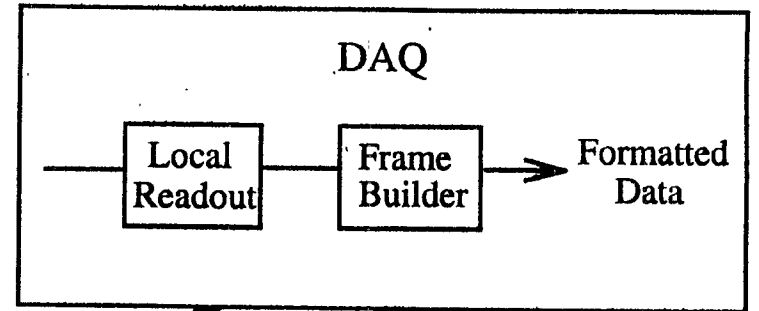 DAQ
Local
Readout
Frame
Builder
Formatted
Data